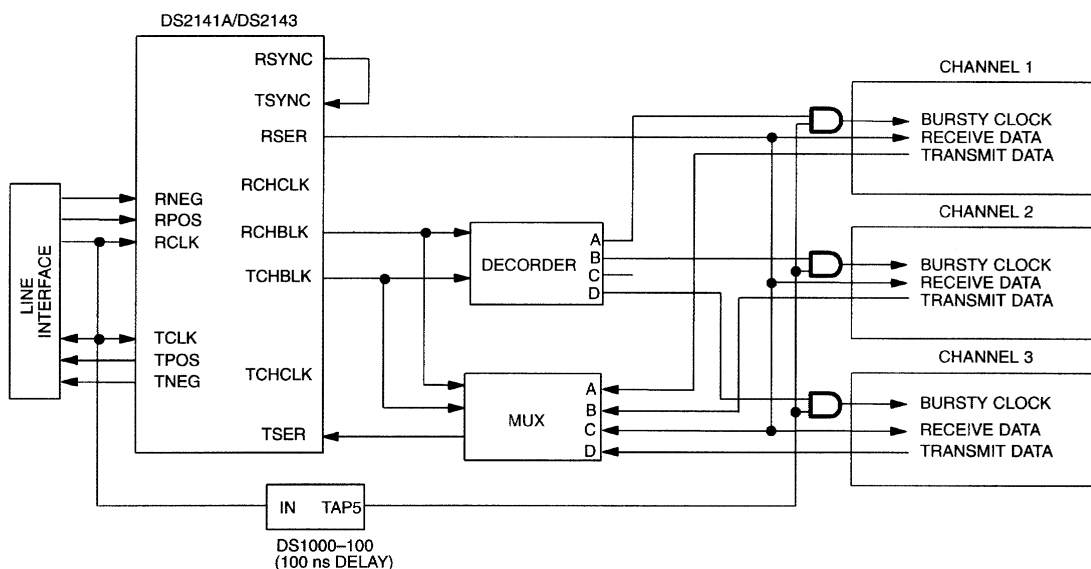 DS2141A/DS2143
RSYNC
TSYNC
RSER
RCHCLK
RCHBLK
TCHBLK
TCHCLK
TSER
RNEG
RPOS
RCLK
TCLK
TPOS
TNEG
LINE
INTERFACE
DECORDER
A
B
C
D
MUX
A
B
C
D
IN TAP5
DS1000–100
(100 ns DELAY)
CHANNEL 1
BURSTY CLOCK
RECEIVE DATA
TRANSMIT DATA
CHANNEL 2
BURSTY CLOCK
RECEIVE DATA
TRANSMIT DATA
CHANNEL 3
BURSTY CLOCK
RECEIVE DATA
TRANSMIT DATA